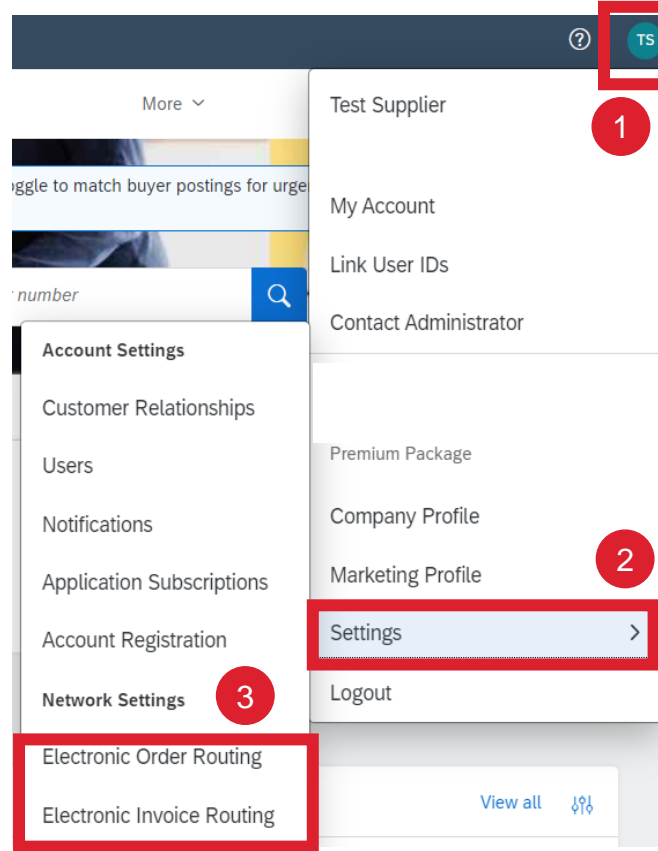 TS
1
More
Test Supplier
oggle to match buyer postings for urge
My Account
Link User IDs
number
Contact Administrator
Account Settings
Customer Relationships
Users
Notifications
Application Subscriptions
Account Registration
Network Settings
3
Electronic Order Routing
Electronic Invoice Routing
Premium Package
Company Profile
2
Marketing Profile
Settings
Logout
View all